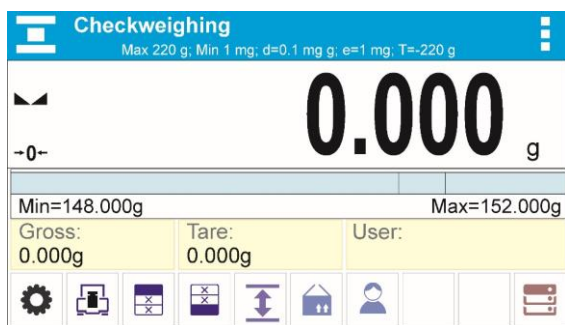 Checkweighing
Max 220 g; Min 1 mg; d=0.1 mg g; e=1 mg; T=-220 g
0.000 g
→0←
Min=148.000g Max=152.000g
Gross: Tare: User:
0.000g 0.000g